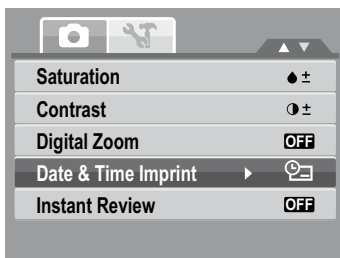 Saturation
Contrast
Digital Zoom OFF
Date & Time Imprint
Instant Review OFF